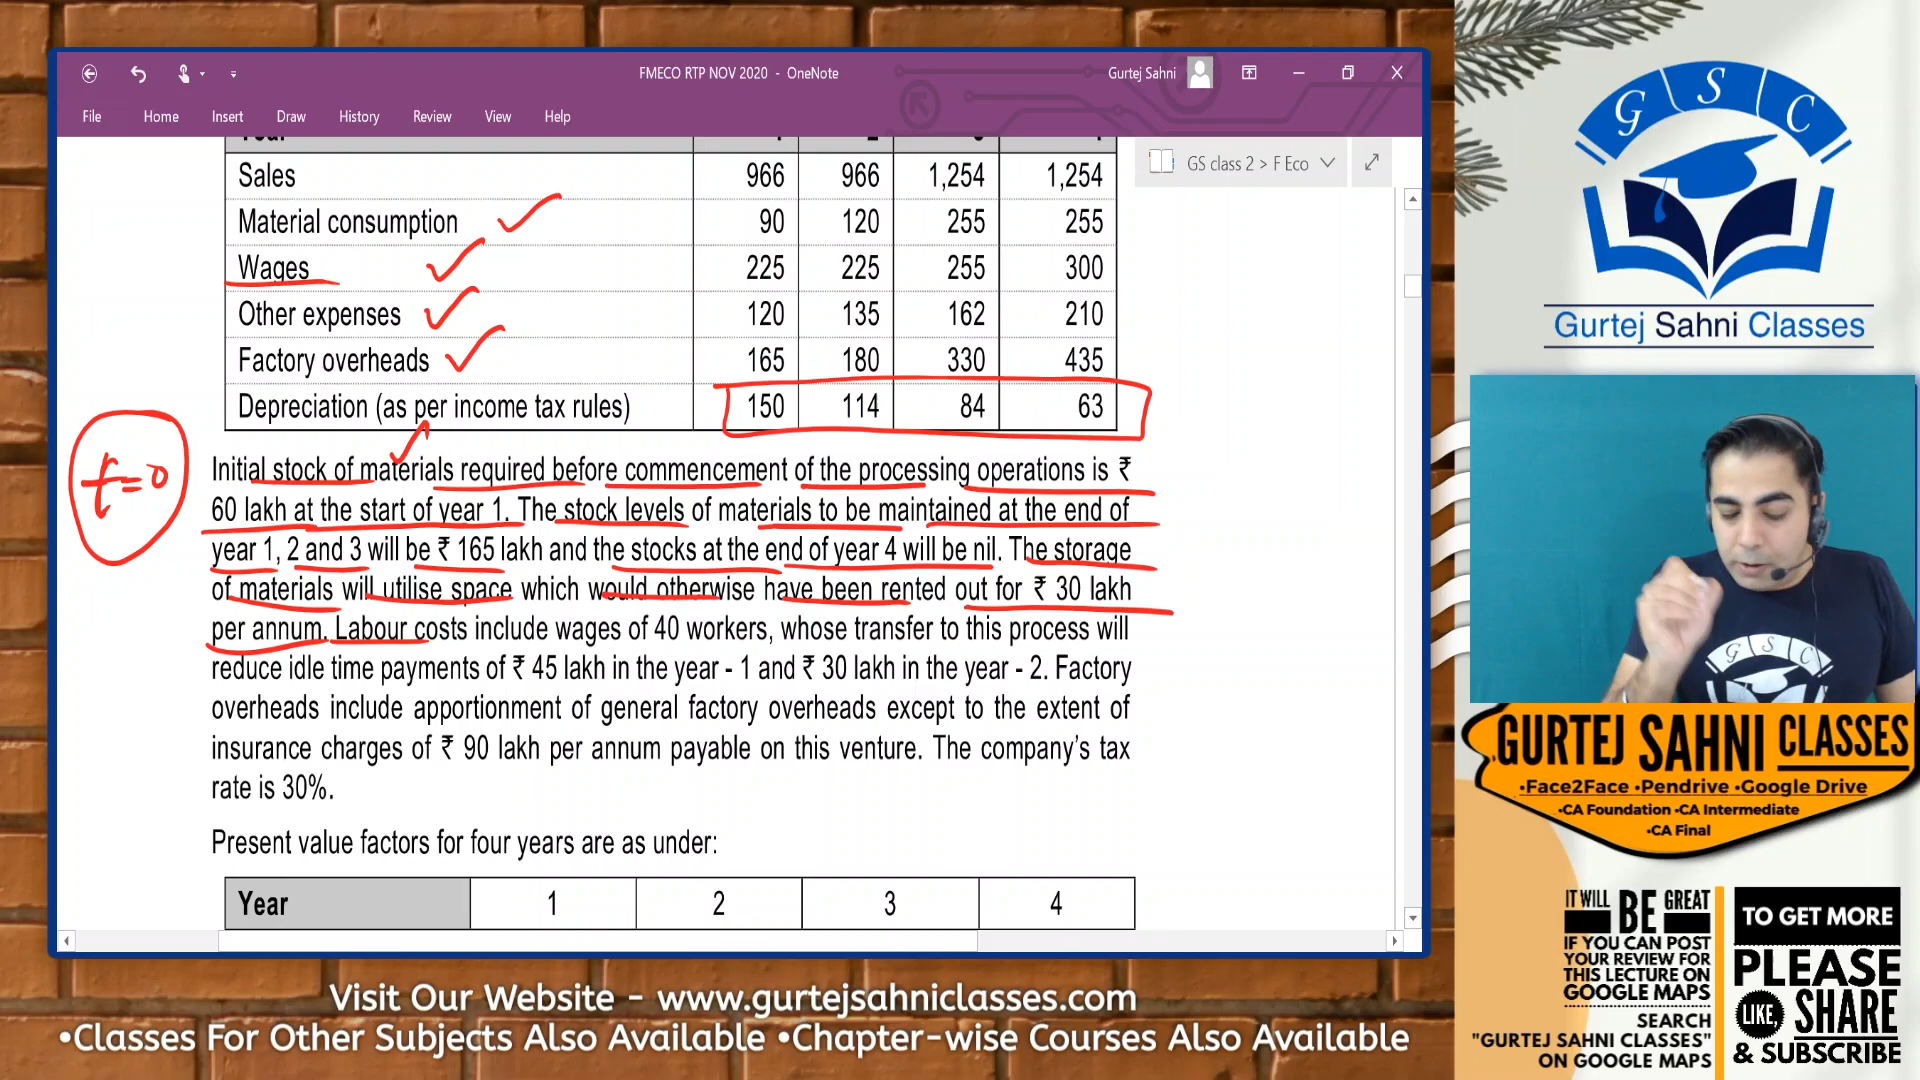 FMECO RTP NOV 2020 - OneNote
Gurtej Sahni
File Home Insert Draw History Review View Help
GS class 2 > F Eco
Year 1 2 3 4
Sales 966 966 1,254 1,254
Material consumption 90 120 255 255
Wages 225 225 255 300
Other expenses 120 135 162 210
Factory overheads 165 180 330 435
Depreciation (as per income tax rules) 150 114 84 63
t=0
Initial stock of materials required before commencement of the processing operations is ₹
60 lakh at the start of year 1. The stock levels of materials to be maintained at the end of
year 1, 2 and 3 will be ₹ 165 lakh and the stocks at the end of year 4 will be nil. The storage
of materials will utilise space which would otherwise have been rented out for ₹ 30 lakh
per annum. Labour costs include wages of 40 workers, whose transfer to this process will
reduce idle time payments of ₹ 45 lakh in the year - 1 and ₹ 30 lakh in the year - 2. Factory
overheads include apportionment of general factory overheads except to the extent of
insurance charges of ₹ 90 lakh per annum payable on this venture. The company's tax
rate is 30%.
Present value factors for four years are as under:
Year 1 2 3 4
G S C
Gurtej Sahni Classes
G S C
GURTEJ SAHNI CLASSES
•Face2Face •Pendrive •Google Drive
•CA Foundation •CA Intermediate
•CA Final
IT WILL BE GREAT
IF YOU CAN POST
YOUR REVIEW FOR
THIS LECTURE ON
GOOGLE MAPS
SEARCH
"GURTEJ SAHNI CLASSES"
ON GOOGLE MAPS
TO GET MORE
PLEASE
LIKE, SHARE
& SUBSCRIBE
Visit Our Website - www.gurtejsahniclasses.com
•Classes For Other Subjects Also Available •Chapter-wise Courses Also Available